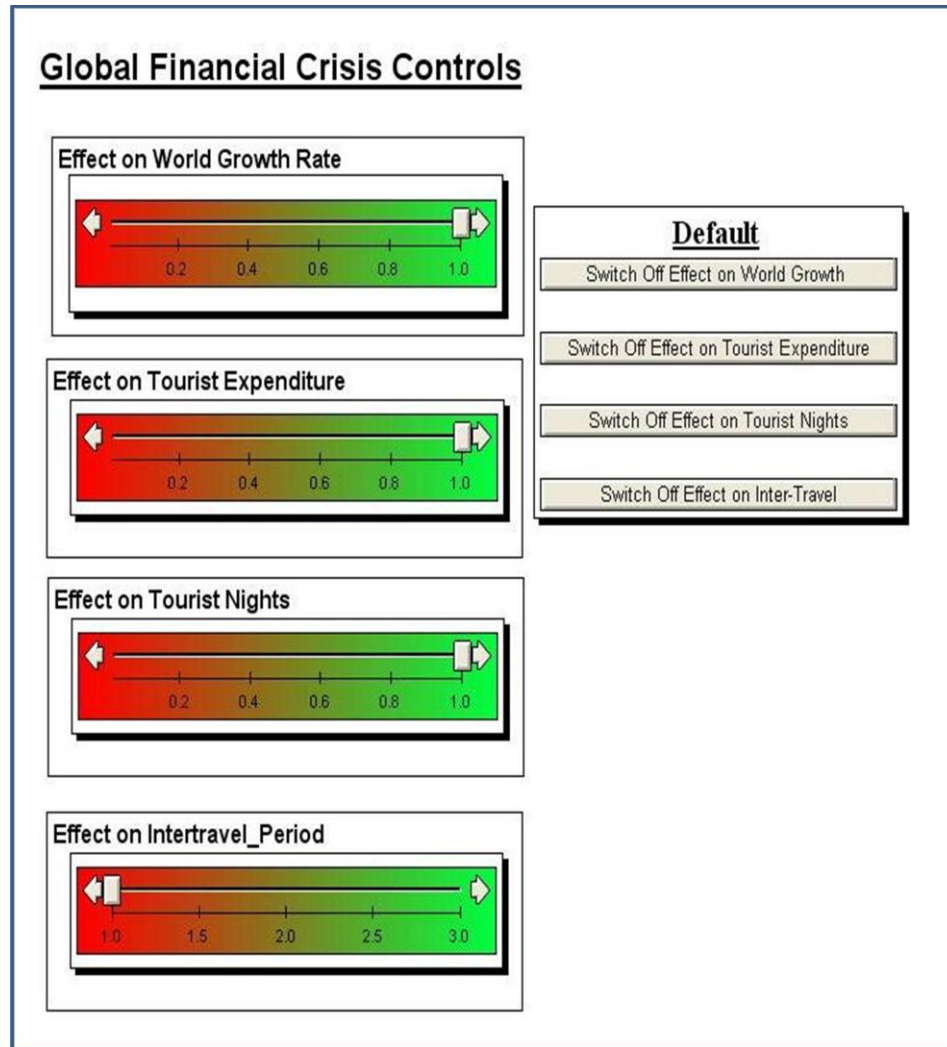 Global Financial Crisis Controls
Effect on World Growth Rate
0.2 0.4 0.6 0.8 1.0
Effect on Tourist Expenditure
0.2 0.4 0.6 0.8 1.0
Effect on Tourist Nights
0.2 0.4 0.6 0.8 1.0
Effect on Intertravel_Period
1.0 1.5 2.0 2.5 3.0
Default
Switch Off Effect on World Growth
Switch Off Effect on Tourist Expenditure
Switch Off Effect on Tourist Nights
Switch Off Effect on Inter-Travel